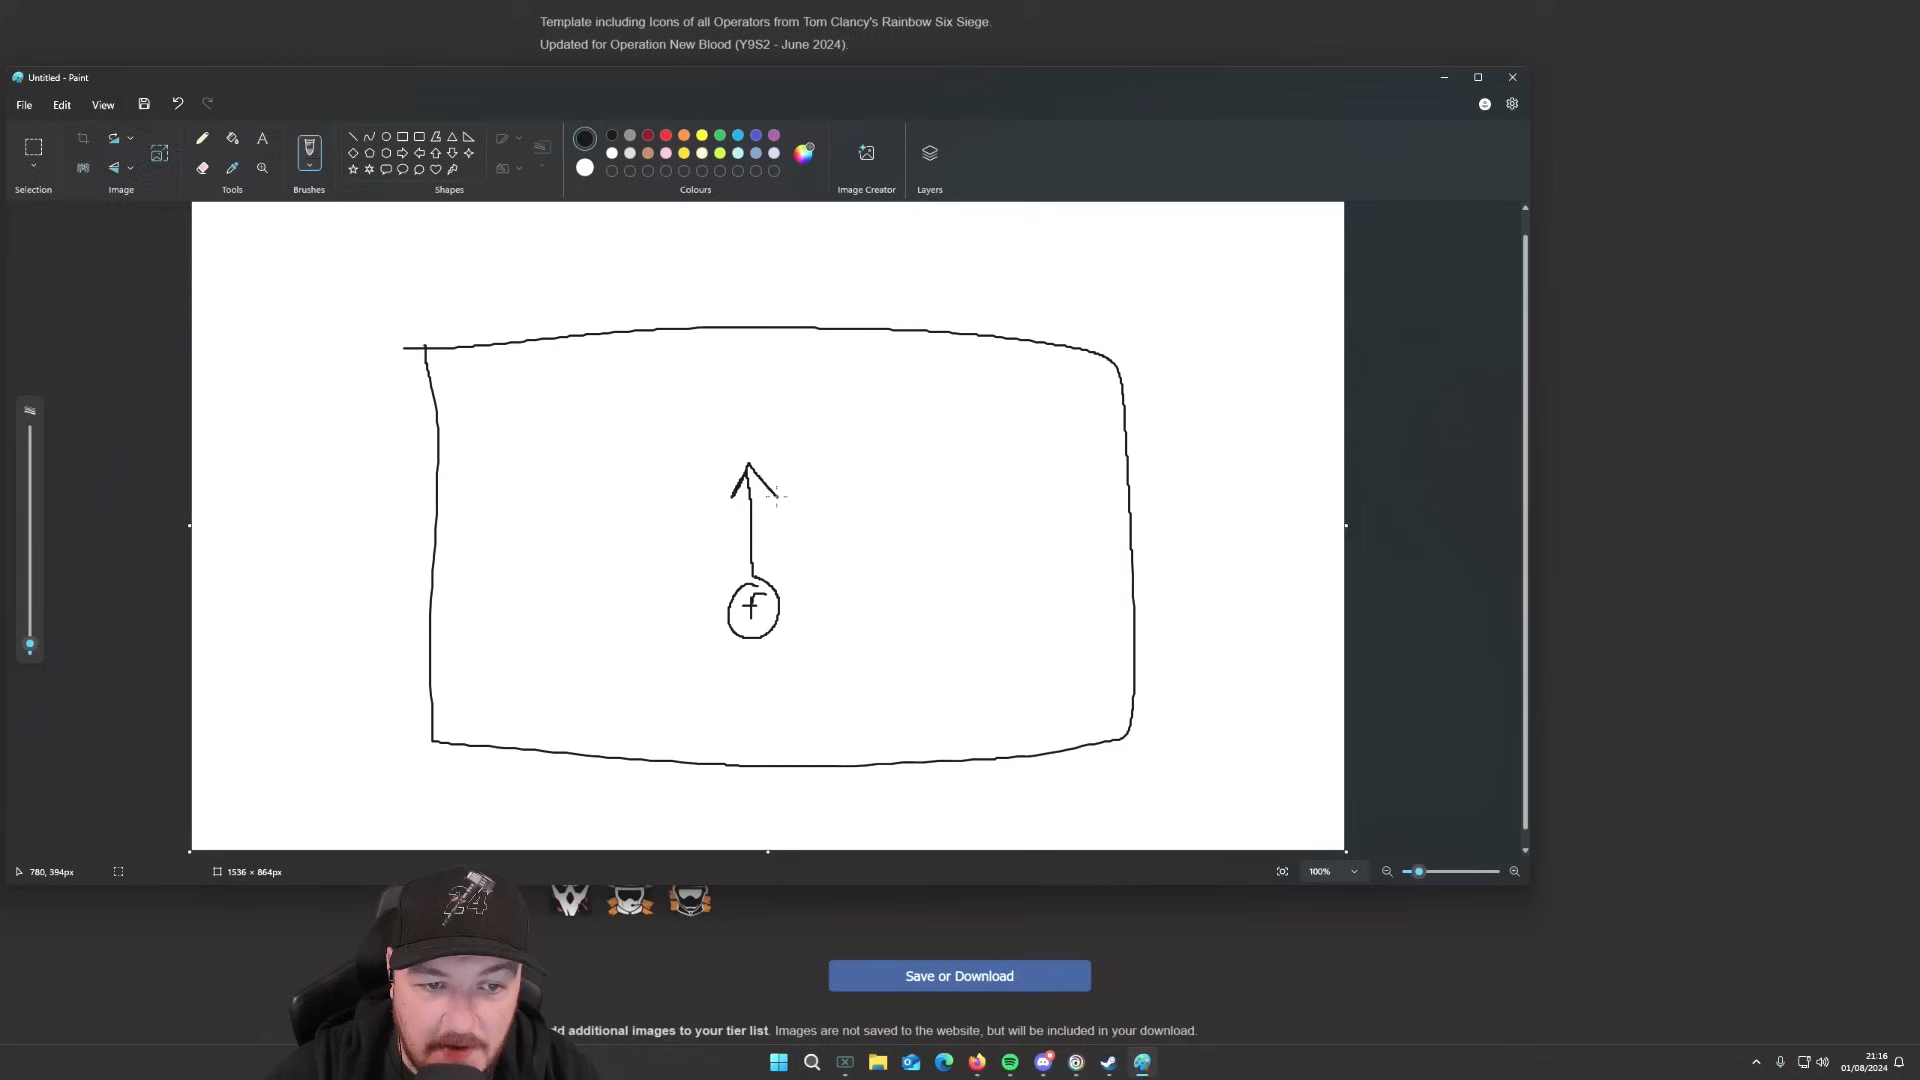 Template including Icons of all Operators from Tom Clancy's Rainbow Six Siege.
Updated for Operation New Blood (Y9S2 - June 2024).
Untitled - Paint
File Edit View
Selection Image Tools Brushes Shapes Colours Image Creator Layers
f
780, 394px 1536 × 864px 100%
24
Save or Download
dd additional images to your tier list. Images are not saved to the website, but will be included in your download.
21:16
01/08/2024